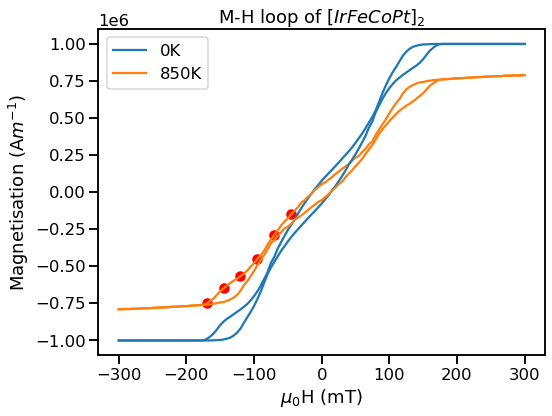 M-H loop of [IrFeCoPt]₂
1e6
0K
850K
1.00
0.75
0.50
0.25
0.00
−0.25
−0.50
−0.75
−1.00
Magnetisation (Am⁻¹)
−300 −200 −100 0 100 200 300
μ₀H (mT)